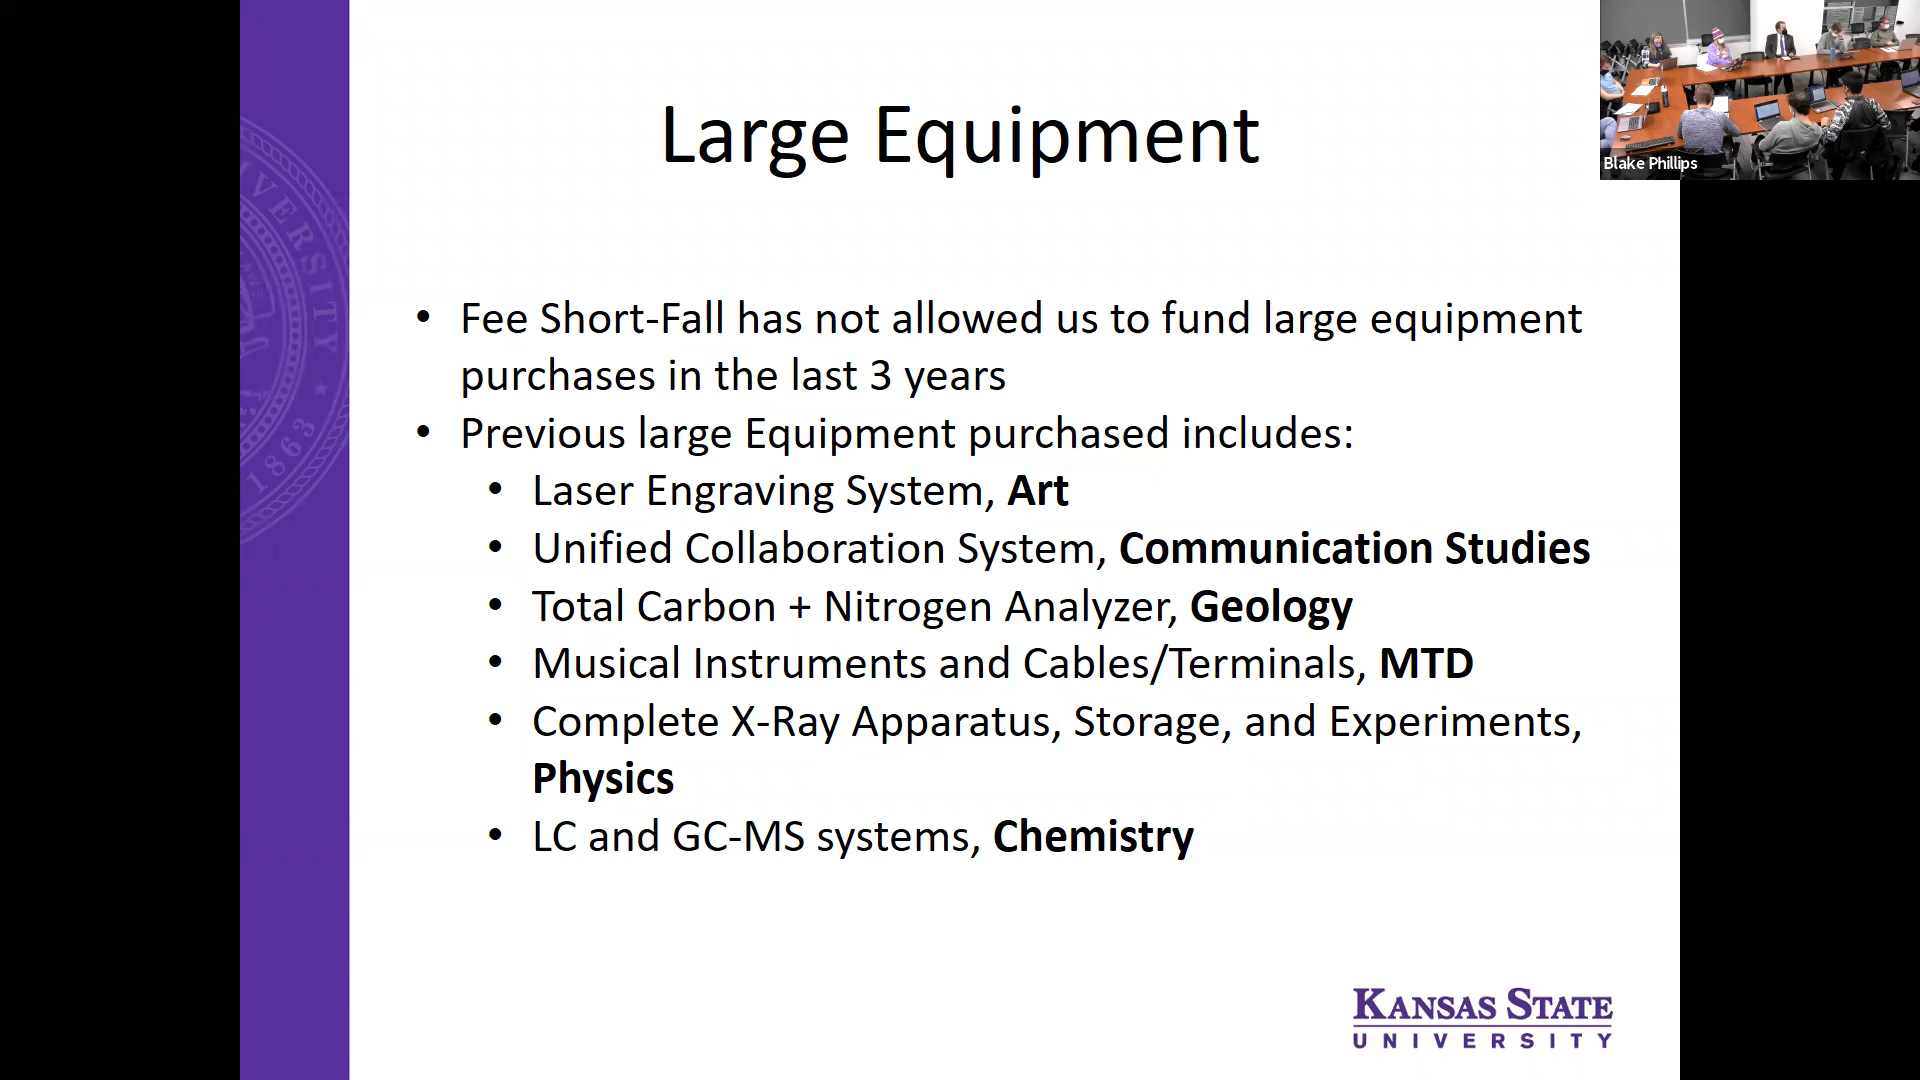 Large Equipment
Blake Phillips
• Fee Short-Fall has not allowed us to fund large equipment
purchases in the last 3 years
• Previous large Equipment purchased includes:
• Laser Engraving System, Art
• Unified Collaboration System, Communication Studies
• Total Carbon + Nitrogen Analyzer, Geology
• Musical Instruments and Cables/Terminals, MTD
• Complete X-Ray Apparatus, Storage, and Experiments,
Physics
• LC and GC-MS systems, Chemistry
VERSITY
1863
KANSAS STATE
UNIVERSITY